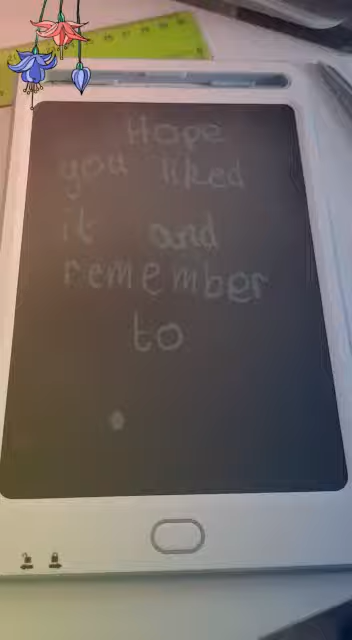 Hope
you liked
it and
remember
to